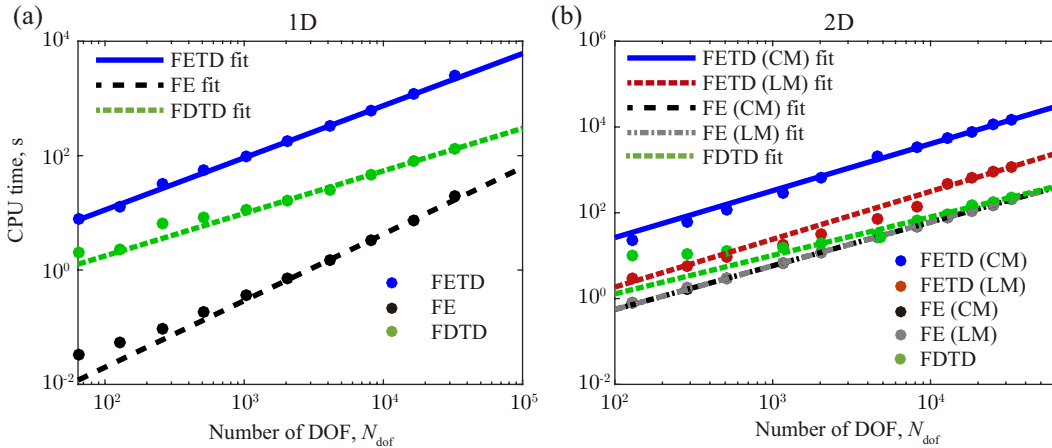 (a)
1D
CPU time, s
10^4
10^2
10^0
10^-2
10^2
10^3
10^4
10^5
FETD fit
FE fit
FDTD fit
FETD
FE
FDTD
Number of DOF, N_dof
(b)
2D
10^6
10^4
10^2
10^0
10^-2
10^2
10^3
10^4
FETD (CM) fit
FETD (LM) fit
FE (CM) fit
FE (LM) fit
FDTD fit
FETD (CM)
FETD (LM)
FE (CM)
FE (LM)
FDTD
Number of DOF, N_dof